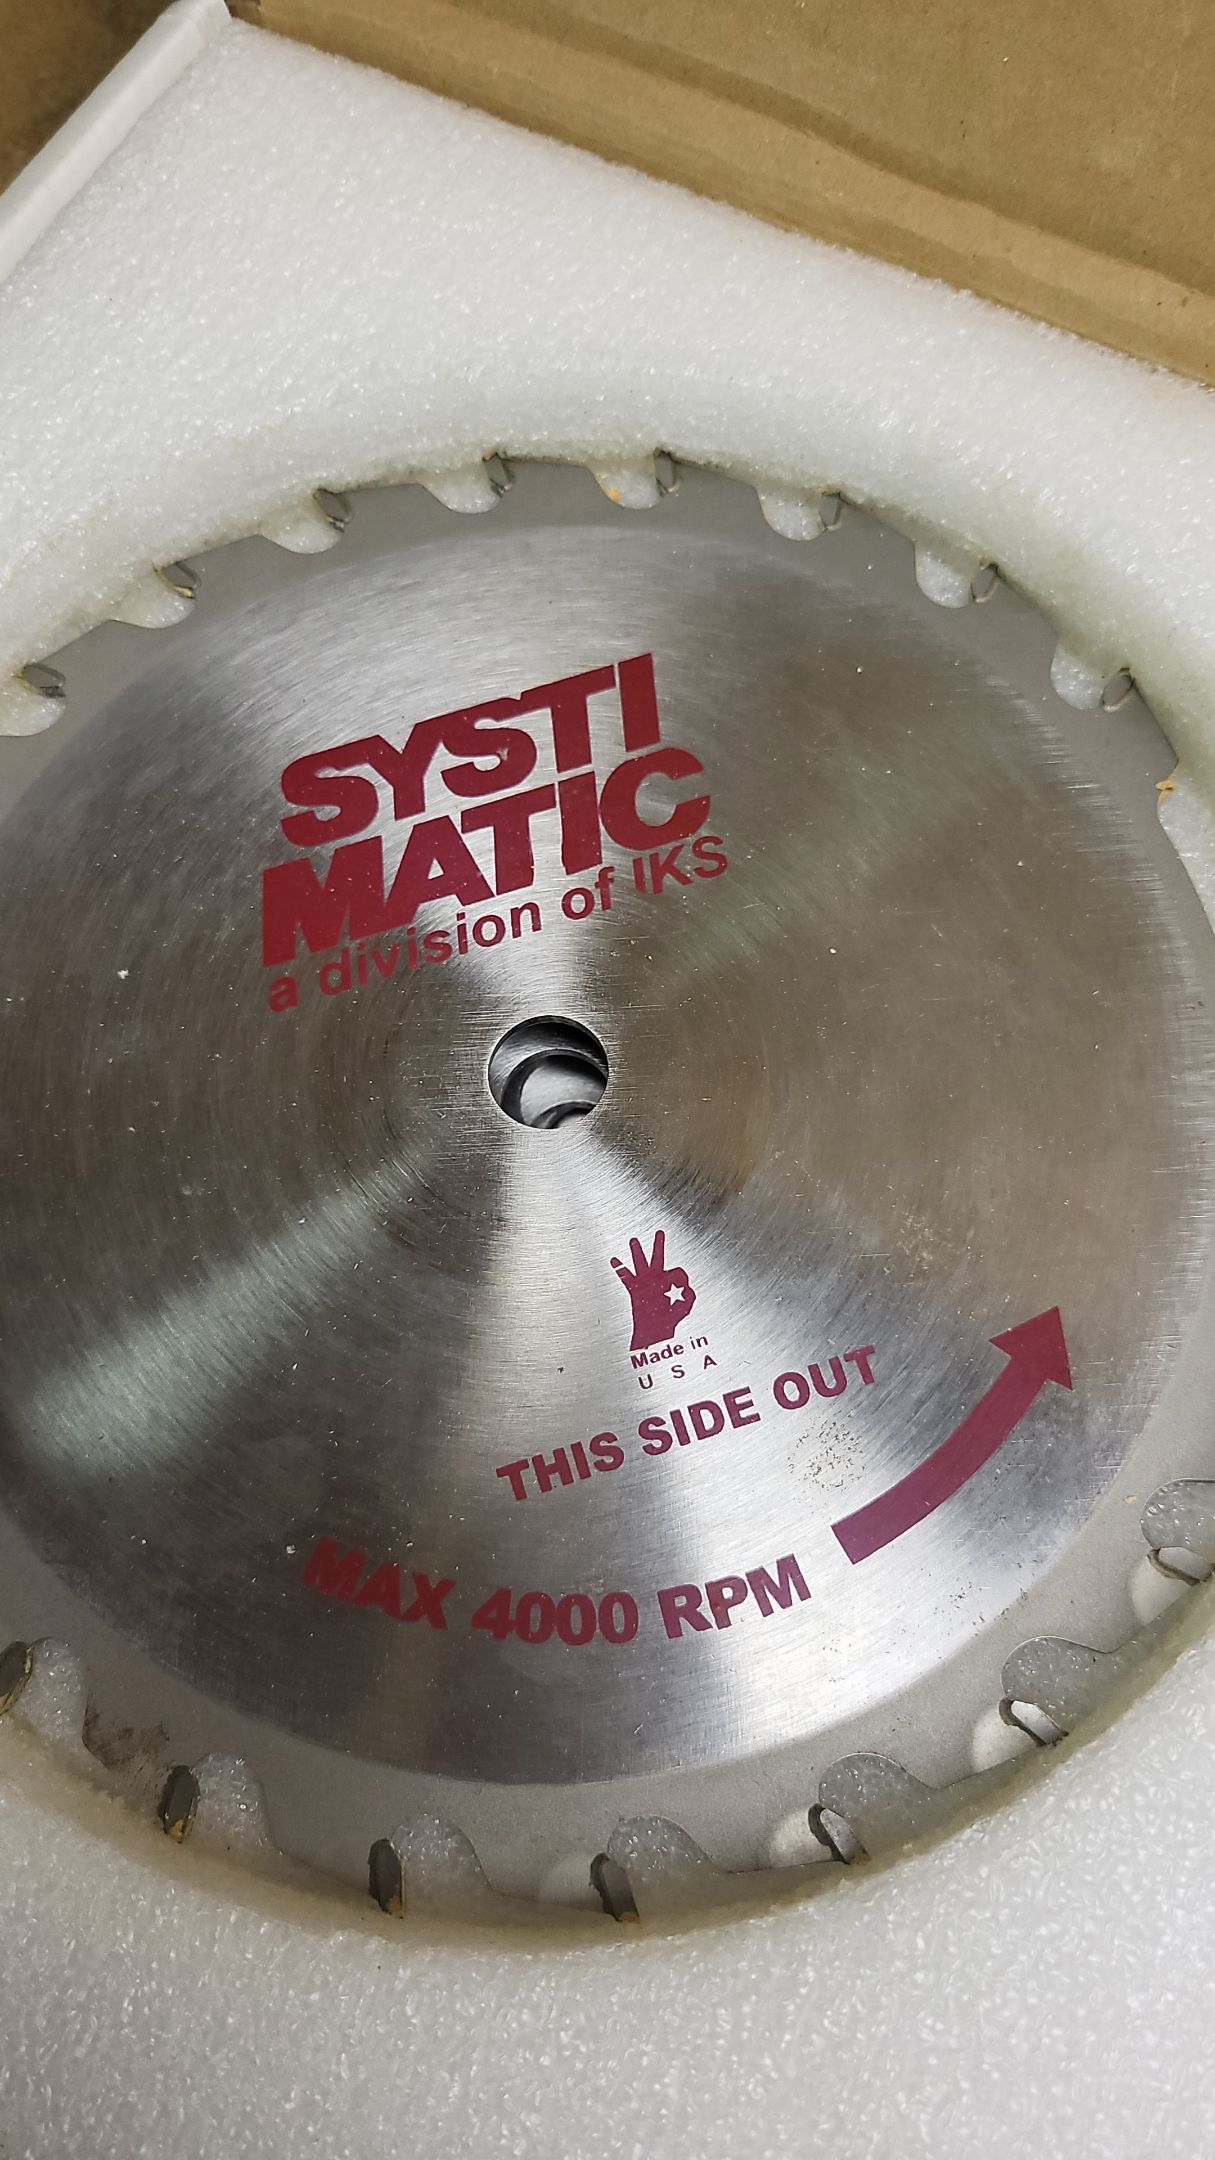 SYSTI
MATIC
a division of IKS
Made in
U S A
THIS SIDE OUT
MAX 4000 RPM